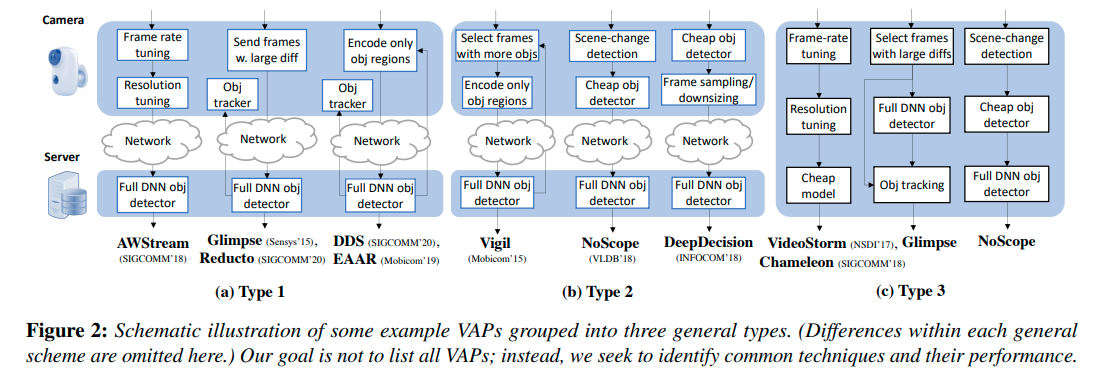 Camera
Frame rate
tuning
Resolution
tuning
Network
Full DNN obj
detector
AWStream
(SIGCOMM'18)
Send frames
w. large diff
Obj
tracker
Network
Full DNN obj
detector
Glimpse (Sensys'15),
Reducto (SIGCOMM'20)
Encode only
obj regions
Obj
tracker
Network
Full DNN obj
detector
DDS (SIGCOMM'20),
EAAR (Mobicom'19)
(a) Type 1
Select frames
with more objs
Encode only
obj regions
Network
Full DNN obj
detector
Vigil
(Mobicom'15)
Scene-change
detection
Cheap obj
detector
Network
Full DNN obj
detector
NoScope
(VLDB'18)
Cheap obj
detector
Frame sampling/
downsizing
Network
Full DNN obj
detector
DeepDecision
(INFOCOM'18)
(b) Type 2
Frame-rate
tuning
Resolution
tuning
Cheap
model
VideoStorm (NSDI'17),
Chameleon (SIGCOMM'18)
Select frames
with large diffs
Full DNN obj
detector
Obj tracking
Glimpse
Scene-change
detection
Cheap obj
detector
Full DNN obj
detector
NoScope
(c) Type 3
Server
Figure 2: Schematic illustration of some example VAPs grouped into three general types. (Differences within each general
scheme are omitted here.) Our goal is not to list all VAPs; instead, we seek to identify common techniques and their performance.